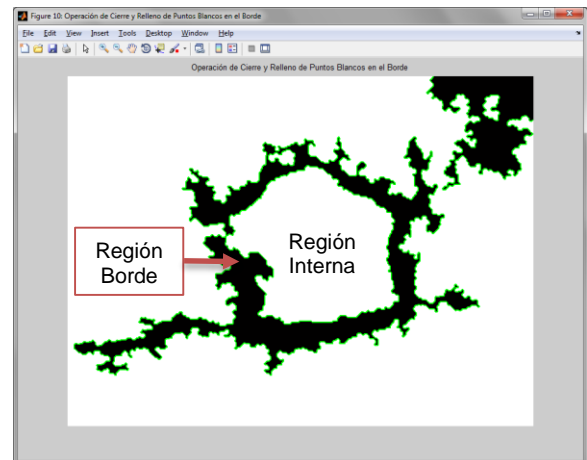 Figure 10: Operación de Cierre y Relleno de Puntos Blancos en el Borde
File Edit View Insert Tools Desktop Window Help
Operación de Cierre y Relleno de Puntos Blancos en el Borde
Región
Borde
Región
Interna